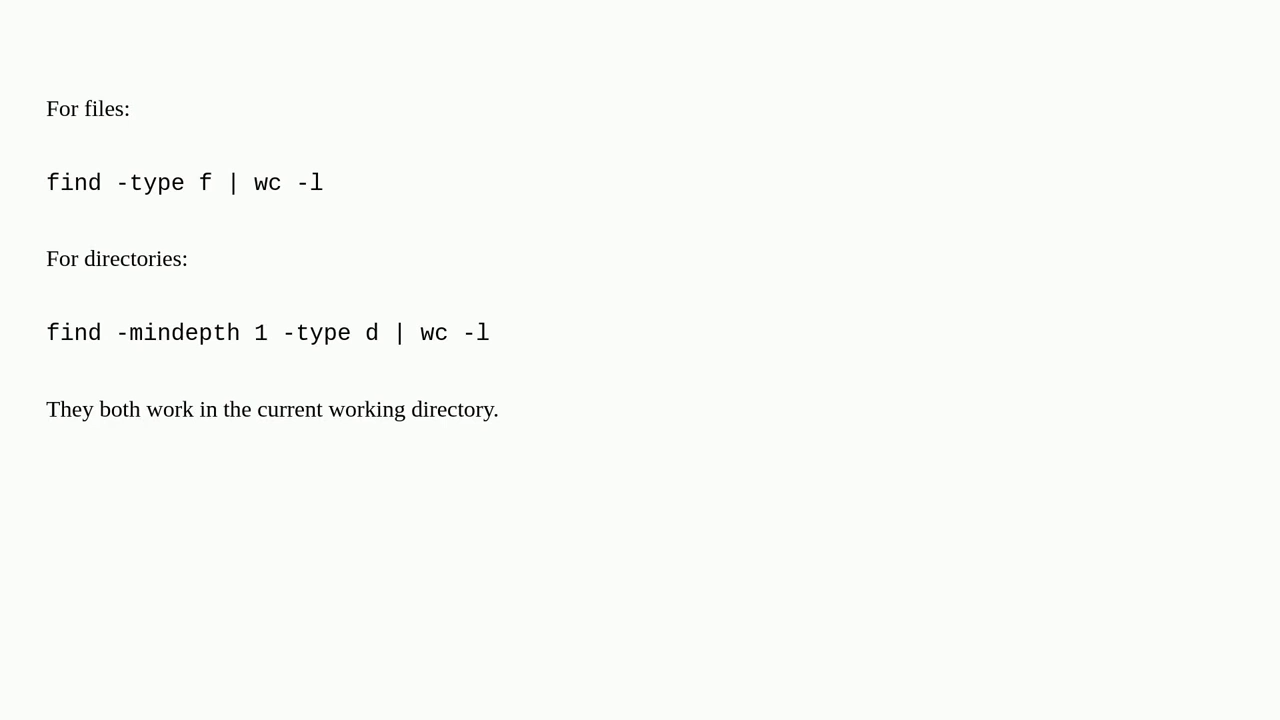 For files:
find -type f | wc -l
For directories:
find -mindepth 1 -type d | wc -l
They both work in the current working directory.